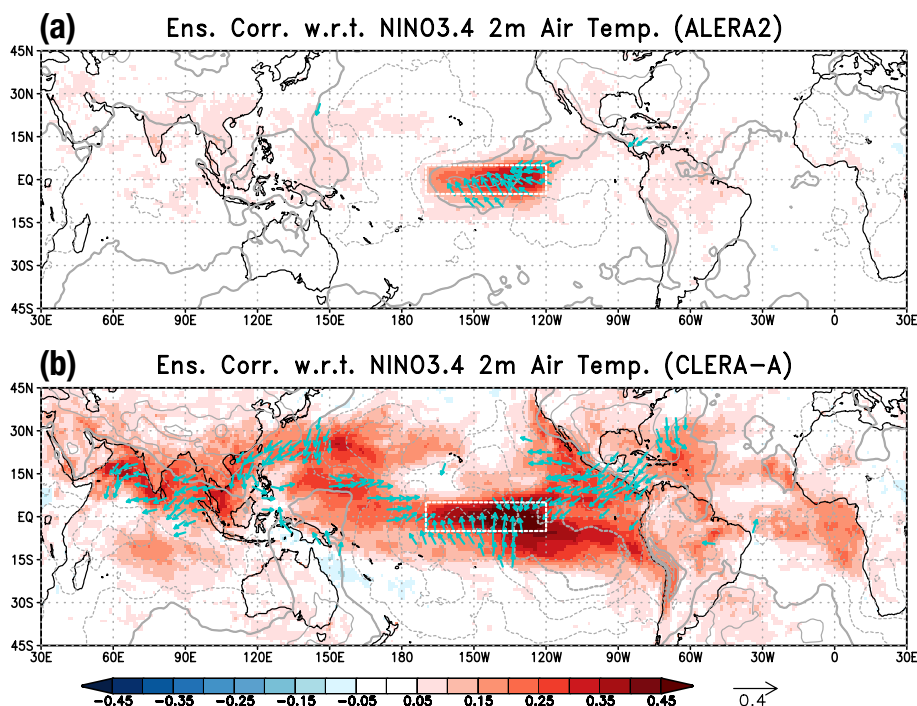 (a) Ens. Corr. w.r.t. NINO3.4 2m Air Temp. (ALERA2)
45N
30N
15N
EQ
15S
30S
45S
30E 60E 90E 120E 150E 180 150W 120W 90W 60W 30W 0 30E
(b) Ens. Corr. w.r.t. NINO3.4 2m Air Temp. (CLERA-A)
45N
30N
15N
EQ
15S
30S
45S
30E 60E 90E 120E 150E 180 150W 120W 90W 60W 30W 0 30E
-0.45 -0.35 -0.25 -0.15 -0.05 0.05 0.15 0.25 0.35 0.45
0.4